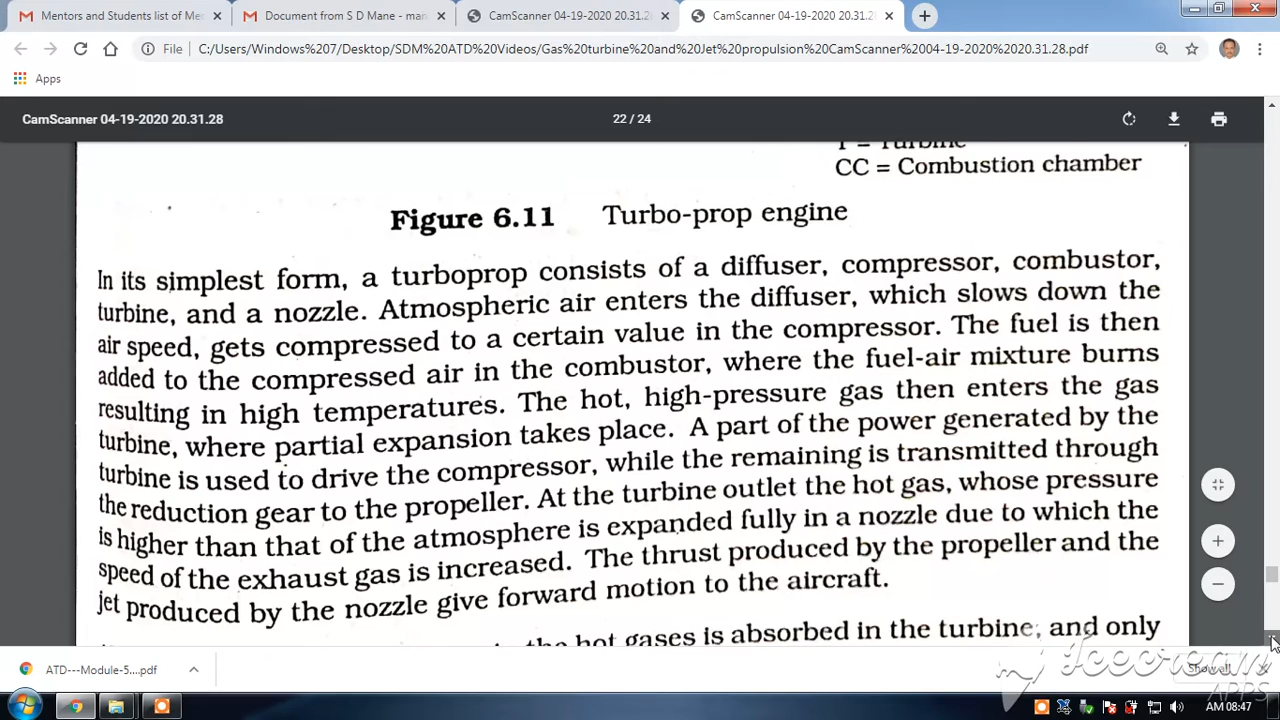 Mentors and Students list of Mec
Document from S D Mane - man
CamScanner 04-19-2020 20.31.28
CamScanner 04-19-2020 20.31.28
File
C:/Users/Windows%207/Desktop/SDM%20ATD%20Videos/Gas%20turbine%20and%20Jet%20propulsion%20CamScanner%2004-19-2020%2020.31.28.pdf
Apps
CamScanner 04-19-2020 20.31.28
22 / 24
T = Turbine
CC = Combustion chamber
Figure 6.11 Turbo-prop engine
In its simplest form, a turboprop consists of a diffuser, compressor, combustor,
turbine, and a nozzle. Atmospheric air enters the diffuser, which slows down the
air speed, gets compressed to a certain value in the compressor. The fuel is then
added to the compressed air in the combustor, where the fuel-air mixture burns
resulting in high temperatures. The hot, high-pressure gas then enters the gas
turbine, where partial expansion takes place. A part of the power generated by the
turbine is used to drive the compressor, while the remaining is transmitted through
the reduction gear to the propeller. At the turbine outlet the hot gas, whose pressure
is higher than that of the atmosphere is expanded fully in a nozzle due to which the
speed of the exhaust gas is increased. The thrust produced by the propeller and the
jet produced by the nozzle give forward motion to the aircraft.
the hot gases is absorbed in the turbine, and only
ATD---Module-5....pdf
Show all
Icecream
APPS
AM 08:47